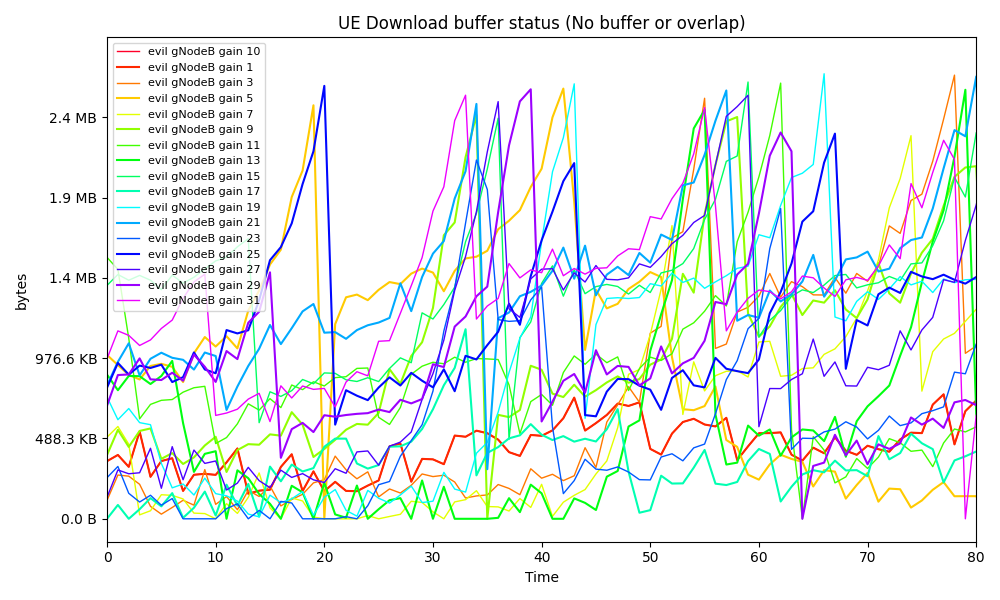 UE Download buffer status (No buffer or overlap)
evil gNodeB gain 10
evil gNodeB gain 1
evil gNodeB gain 3
evil gNodeB gain 5
evil gNodeB gain 7
evil gNodeB gain 9
evil gNodeB gain 11
evil gNodeB gain 13
evil gNodeB gain 15
evil gNodeB gain 17
evil gNodeB gain 19
evil gNodeB gain 21
evil gNodeB gain 23
evil gNodeB gain 25
evil gNodeB gain 27
evil gNodeB gain 29
evil gNodeB gain 31
2.4 MB
1.9 MB
1.4 MB
976.6 KB
488.3 KB
0.0 B
bytes
0 10 20 30 40 50 60 70 80
Time